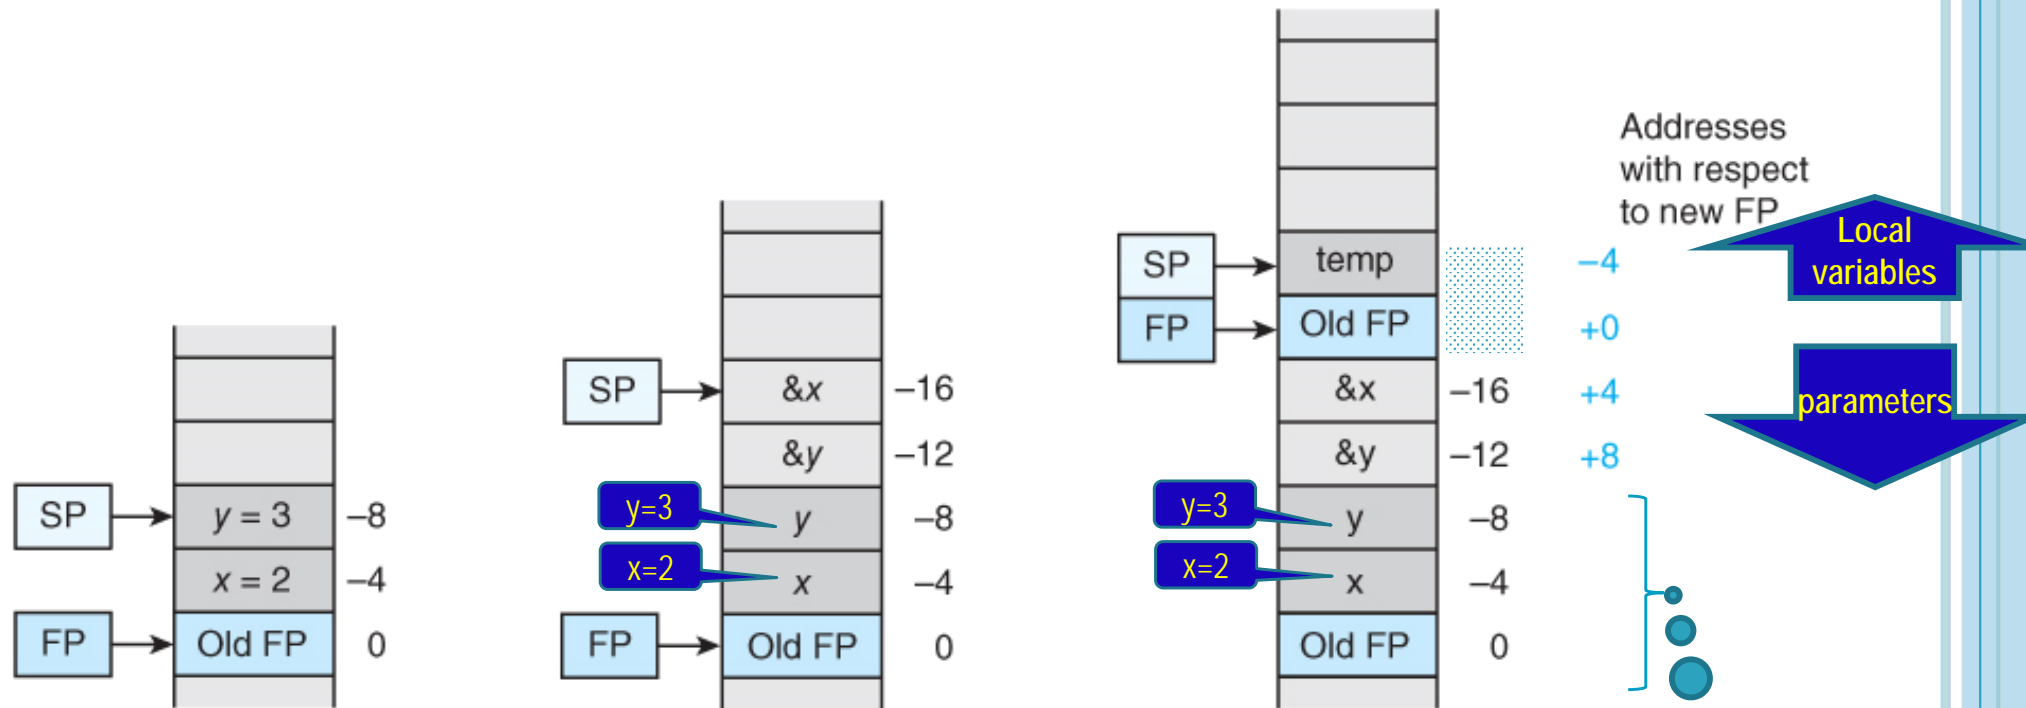 SP
y = 3
−8
x = 2
−4
FP
Old FP
0
SP
&x
−16
&y
−12
y=3
y
−8
x=2
x
−4
FP
Old FP
0
Addresses
with respect
to new FP
SP
temp
−4
FP
Old FP
+0
&x
−16
+4
&y
−12
+8
y=3
y
−8
x=2
x
−4
Old FP
0
Local
variables
parameters